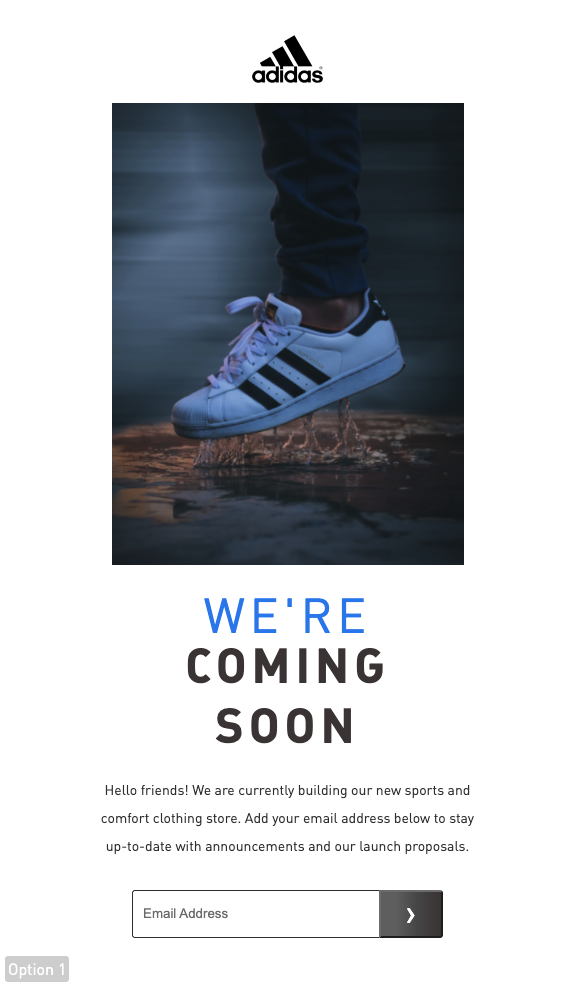 adidas
WE'RE
COMING
SOON
Hello friends! We are currently building our new sports and
comfort clothing store. Add your email address below to stay
up-to-date with announcements and our launch proposals.
Email Address
Option 1